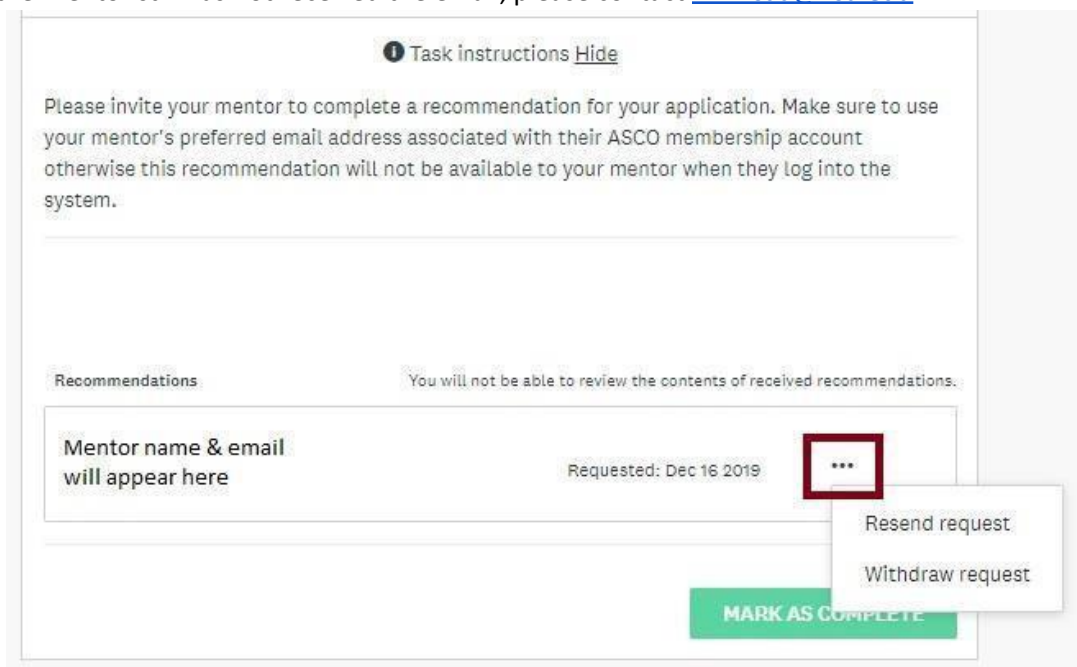 Task instructions Hide
Please invite your mentor to complete a recommendation for your application. Make sure to use
your mentor's preferred email address associated with their ASCO membership account
otherwise this recommendation will not be available to your mentor when they log into the
system.
Recommendations You will not be able to review the contents of received recommendations.
Mentor name & email
will appear here
Requested: Dec 16 2019 •••
Resend request
Withdraw request
MARK AS COMPLETE